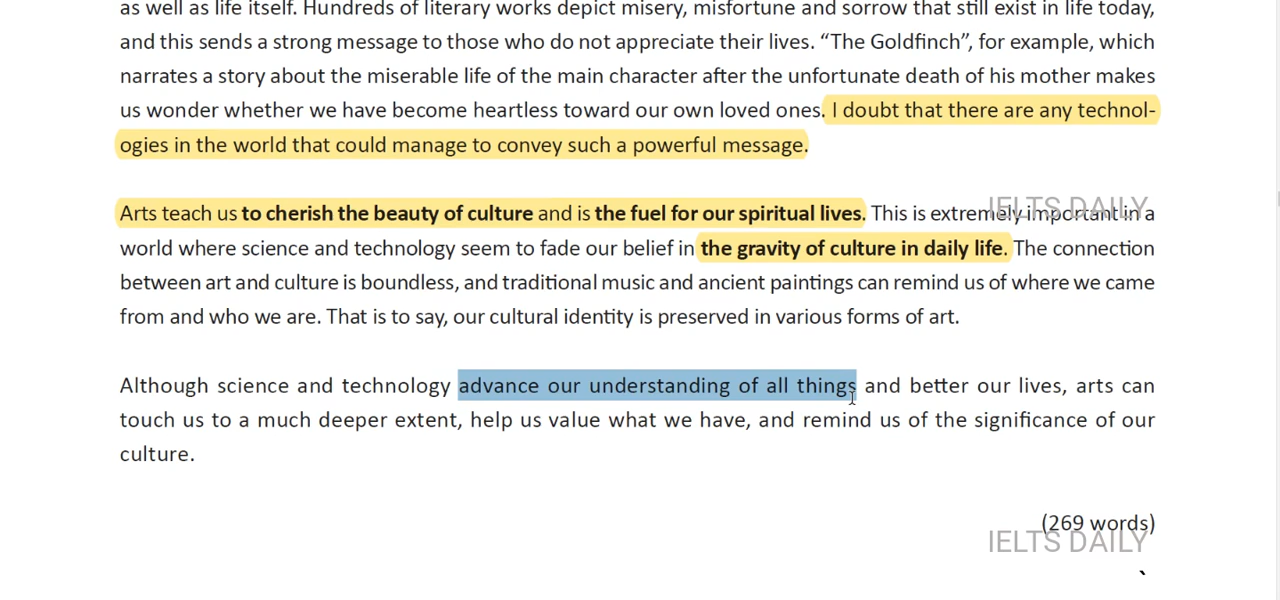 as well as life itself. Hundreds of literary works depict misery, misfortune and sorrow that still exist in life today,
and this sends a strong message to those who do not appreciate their lives. “The Goldfinch”, for example, which
narrates a story about the miserable life of the main character after the unfortunate death of his mother makes
us wonder whether we have become heartless toward our own loved ones. I doubt that there are any technol-
ogies in the world that could manage to convey such a powerful message.
Arts teach us to cherish the beauty of culture and is the fuel for our spiritual lives. This is extremely important in a
IELTS DAILY
world where science and technology seem to fade our belief in the gravity of culture in daily life. The connection
between art and culture is boundless, and traditional music and ancient paintings can remind us of where we came
from and who we are. That is to say, our cultural identity is preserved in various forms of art.
Although science and technology advance our understanding of all things and better our lives, arts can
touch us to a much deeper extent, help us value what we have, and remind us of the significance of our
culture.
(269 words)
IELTS DAILY